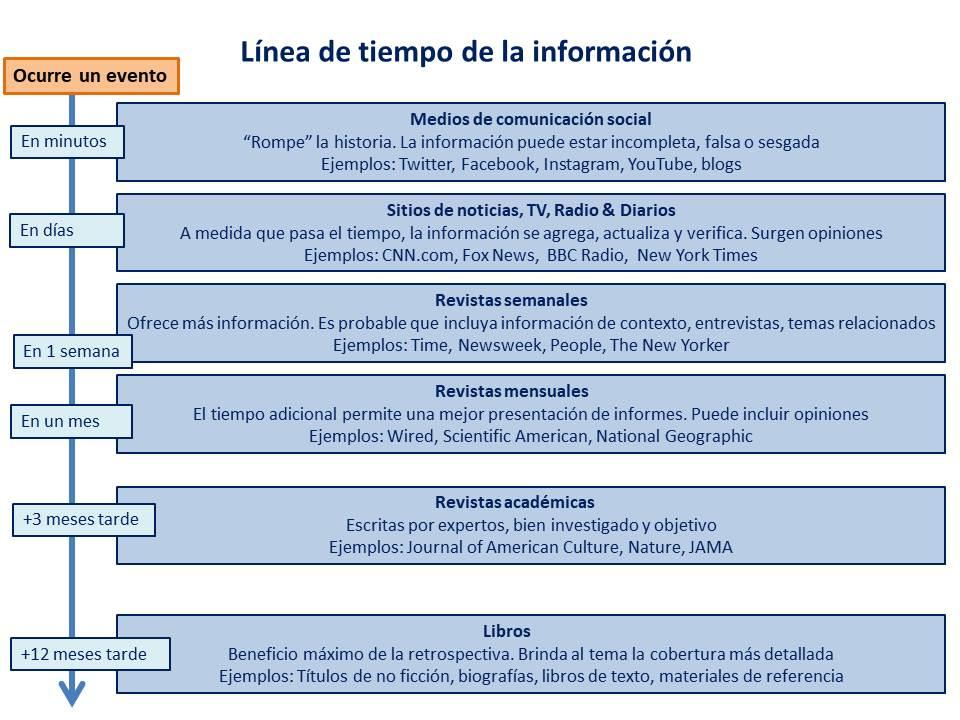 Línea de tiempo de la información
Ocurre un evento
En minutos
Medios de comunicación social
“Rompe” la historia. La información puede estar incompleta, falsa o sesgada
Ejemplos: Twitter, Facebook, Instagram, YouTube, blogs
En días
Sitios de noticias, TV, Radio & Diarios
A medida que pasa el tiempo, la información se agrega, actualiza y verifica. Surgen opiniones
Ejemplos: CNN.com, Fox News, BBC Radio, New York Times
En 1 semana
Revistas semanales
Ofrece más información. Es probable que incluya información de contexto, entrevistas, temas relacionados
Ejemplos: Time, Newsweek, People, The New Yorker
En un mes
Revistas mensuales
El tiempo adicional permite una mejor presentación de informes. Puede incluir opiniones
Ejemplos: Wired, Scientific American, National Geographic
+3 meses tarde
Revistas académicas
Escritas por expertos, bien investigado y objetivo
Ejemplos: Journal of American Culture, Nature, JAMA
+12 meses tarde
Libros
Beneficio máximo de la retrospectiva. Brinda al tema la cobertura más detallada
Ejemplos: Títulos de no ficción, biografías, libros de texto, materiales de referencia